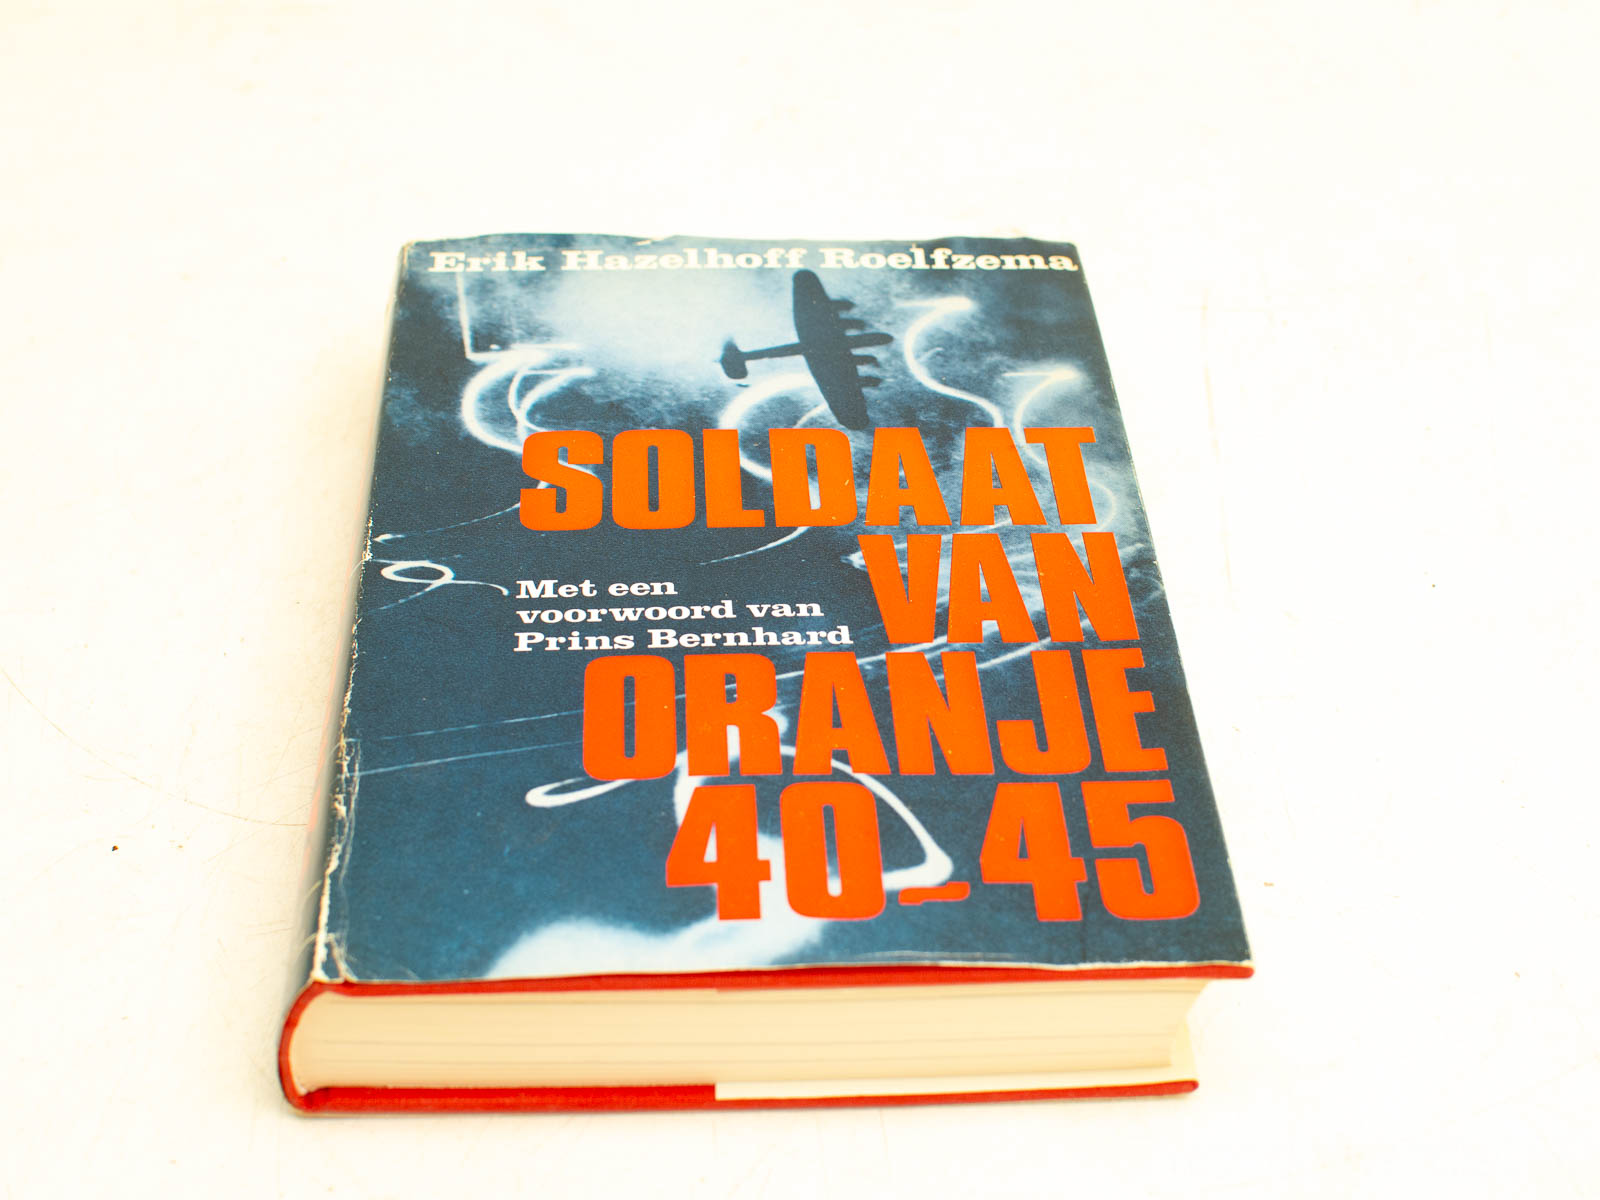 Erik Hazelhoff Roelfzema
SOLDAAT
VAN
Met een
voorwoord van
Prins Bernhard
ORANJE
40-45